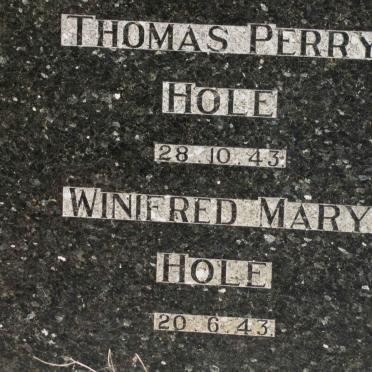 THOMAS PERRY
HOLE
28 10 43
WINIFRED MARY
HOLE
20 6 43